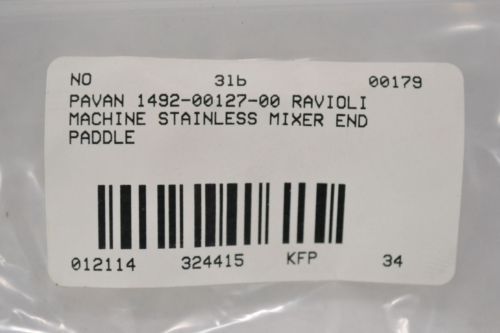 NO 31b 00179
PAVAN 1492-00127-00 RAVIOLI
MACHINE STAINLESS MIXER END
PADDLE
012114 324415 KFP 34